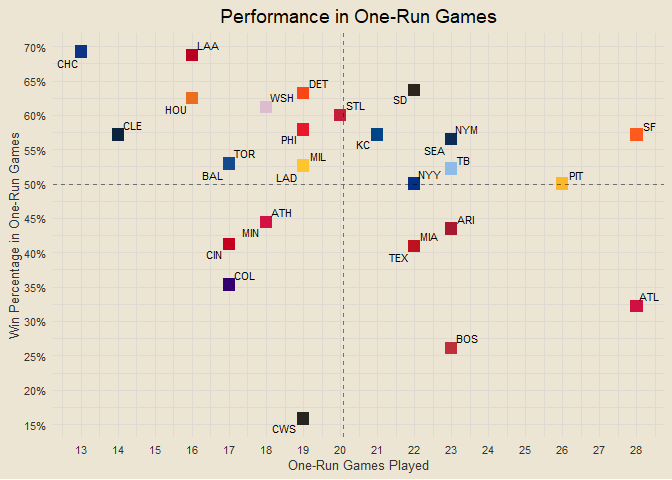 Performance in One-Run Games
Win Percentage in One-Run Games
70%
65%
60%
55%
50%
45%
40%
35%
30%
25%
20%
15%
CHC
LAA
HOU
CLE
WSH
DET
STL
PHI
SD
KC
NYM
SEA
TB
SF
TOR
BAL
MIL
LAD
NYY
PIT
ATH
MIN
CIN
ARI
MIA
TEX
COL
ATL
BOS
CWS
13 14 15 16 17 18 19 20 21 22 23 24 25 26 27 28
One-Run Games Played